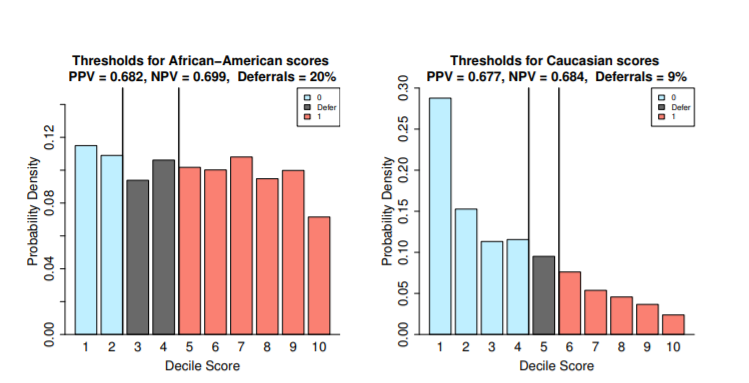 Thresholds for African−American scores
PPV = 0.682, NPV = 0.699,  Deferrals = 20%
0
Defer
1
Probability Density
0.12
0.08
0.04
0.00
1 2 3 4 5 6 7 8 9 10
Decile Score
Thresholds for Caucasian scores
PPV = 0.677, NPV = 0.684,  Deferrals = 9%
0
Defer
1
Probability Density
0.30
0.25
0.20
0.15
0.10
0.05
0.00
1 2 3 4 5 6 7 8 9 10
Decile Score